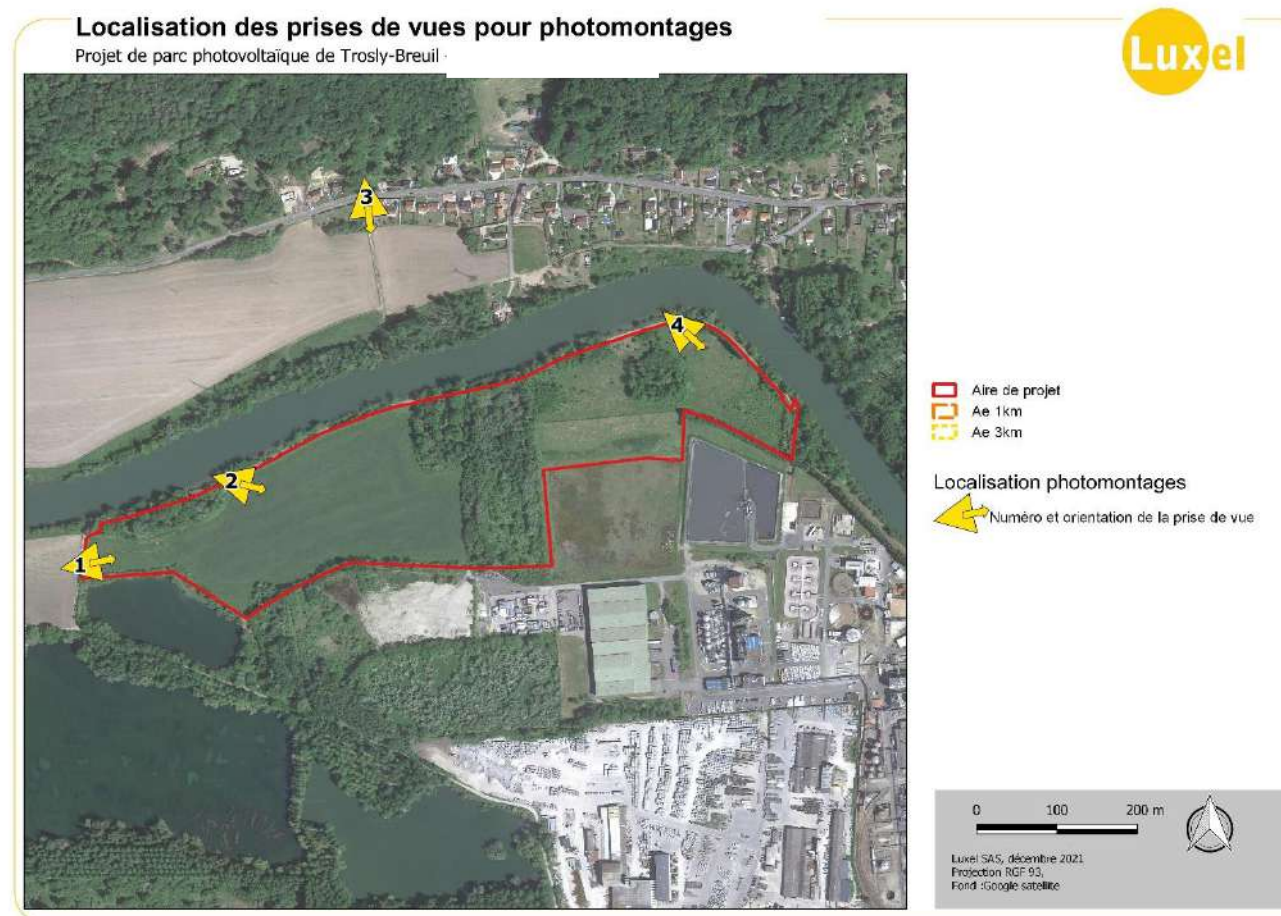 Localisation des prises de vues pour photomontages
Projet de parc photovoltaïque de Trosly-Breuil
Luxel
3
4
2
1
Aire de projet
Ae 1km
Ae 3km
Localisation photomontages
Numéro et orientation de la prise de vue
0 100 200 m
Luxel SAS, décembre 2021
Projection RGF 93,
Fond :Google satellite